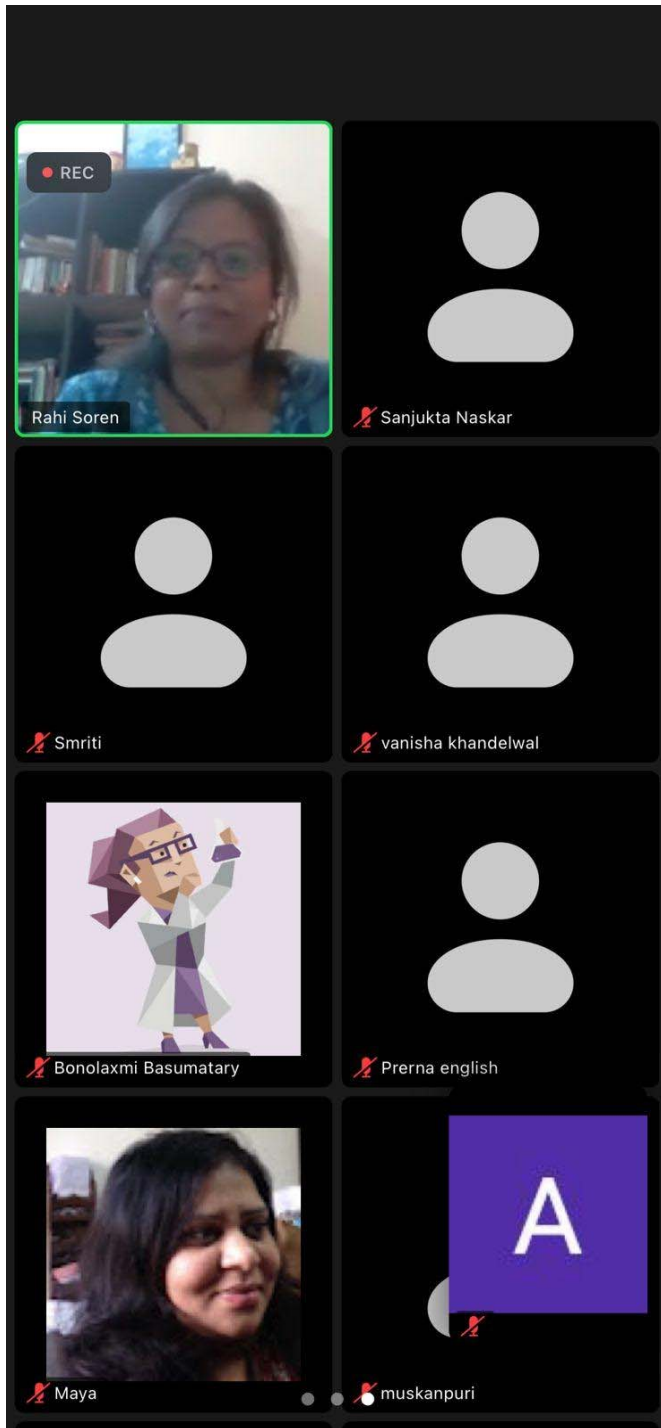 REC
Rahi Soren
Sanjukta Naskar
Smriti
vanisha khandelwal
Bonolaxmi Basumatary
Prerna english
A
Maya
muskanpuri